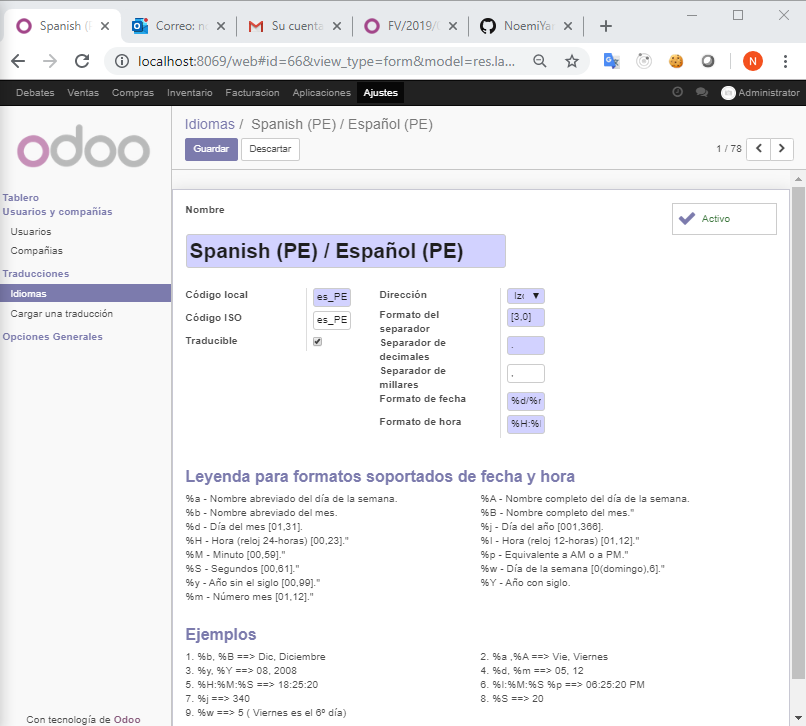 Spanish (
Correo: n
Su cuenta
FV/2019/
NoemiYar
localhost:8069/web#id=66&view_type=form&model=res.la...
N
Debates Ventas Compras Inventario Facturacion Aplicaciones Ajustes Administrator
odoo
Idiomas / Spanish (PE) / Español (PE)
Guardar Descartar 1 / 78
Tablero
Usuarios y compañías
Usuarios
Compañias
Traducciones
Idiomas
Cargar una traducción
Opciones Generales
Con tecnología de Odoo
Nombre
Activo
Spanish (PE) / Español (PE)
Código local es_PE
Código ISO es_PE
Traducible
Dirección Izq
Formato del separador [3,0]
Separador de decimales .
Separador de millares ,
Formato de fecha %d/%m
Formato de hora %H:%
Leyenda para formatos soportados de fecha y hora
%a - Nombre abreviado del día de la semana.
%b - Nombre abreviado del mes.
%d - Día del mes [01,31].
%H - Hora (reloj 24-horas) [00,23]."
%M - Minuto [00,59]."
%S - Segundos [00,61]."
%y - Año sin el siglo [00,99]."
%m - Número mes [01,12]."
%A - Nombre completo del día de la semana.
%B - Nombre completo del mes."
%j - Día del año [001,366].
%I - Hora (reloj 12-horas) [01,12]."
%p - Equivalente a AM o a PM."
%w - Día de la semana [0(domingo),6]."
%Y - Año con siglo.
Ejemplos
1. %b, %B ==> Dic, Diciembre
2. %a ,%A ==> Vie, Viernes
3. %y, %Y ==> 08, 2008
4. %d, %m ==> 05, 12
5. %H:%M:%S ==> 18:25:20
6. %I:%M:%S %p ==> 06:25:20 PM
7. %j ==> 340
8. %S ==> 20
9. %w ==> 5 ( Viernes es el 6º día)